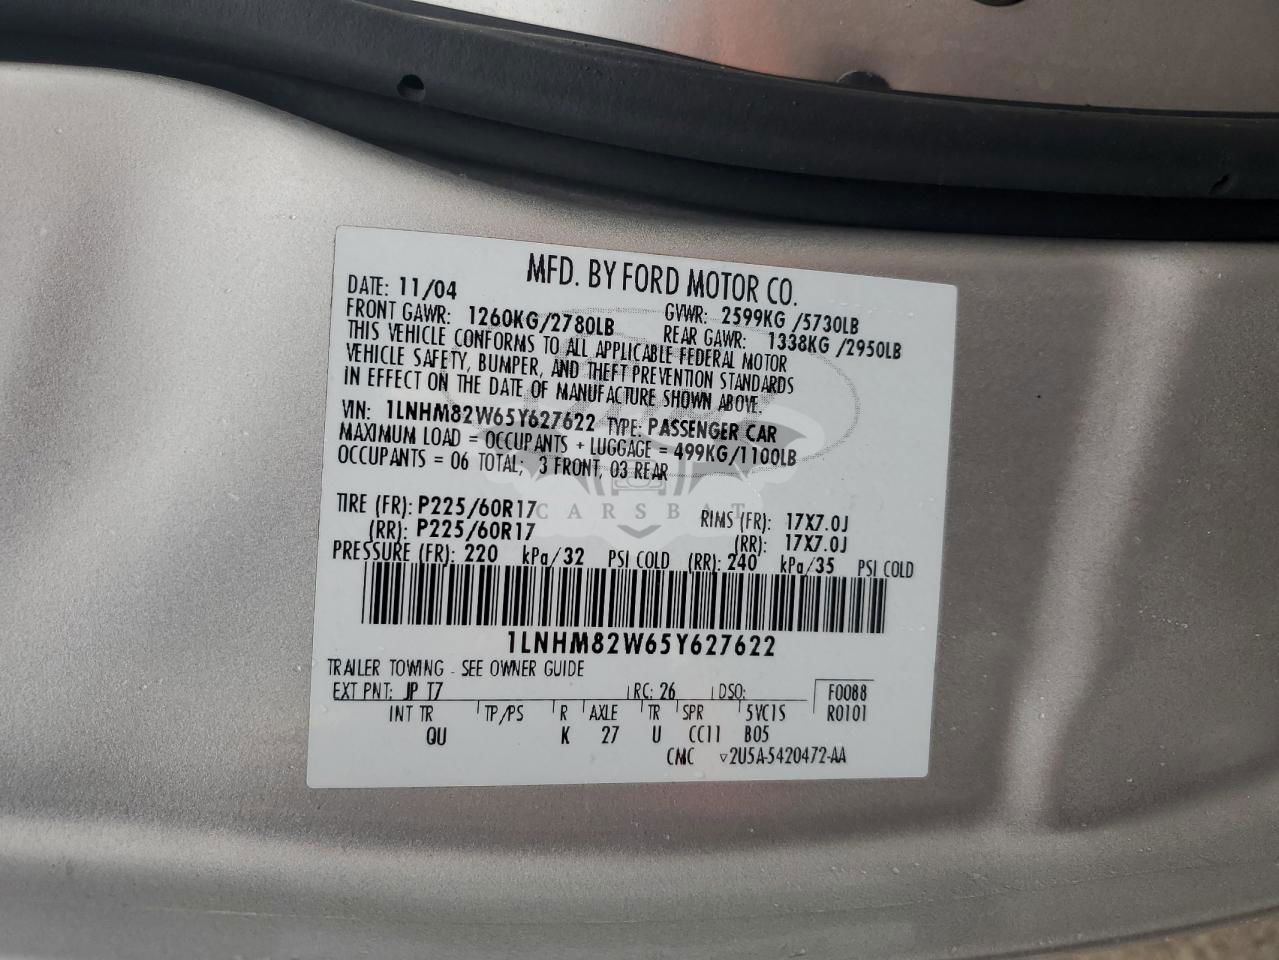 MFD. BY FORD MOTOR CO.
DATE: 11/04
GVWR: 2599KG /5730LB
FRONT GAWR: 1260KG/2780LB
REAR GAWR: 1338KG /2950LB
THIS VEHICLE CONFORMS TO ALL APPLICABLE FEDERAL MOTOR
VEHICLE SAFETY, BUMPER, AND THEFT PREVENTION STANDARDS
IN EFFECT ON THE DATE OF MANUFACTURE SHOWN ABOVE.
VIN: 1LNHM82W65Y627622 TYPE: PASSENGER CAR
MAXIMUM LOAD = OCCUPANTS + LUGGAGE = 499KG/1100LB
OCCUPANTS = 06 TOTAL; 3 FRONT, 03 REAR
CARSBAT
TIRE (FR): P225/60R17 RIMS (FR): 17X7.0J
(RR): P225/60R17 (RR): 17X7.0J
PRESSURE (FR): 220 kPa/32 PSI COLD (RR): 240 kPa/35 PSI COLD
1LNHM82W65Y627622
TRAILER TOWING - SEE OWNER GUIDE
EXT PNT: JP T7 RC: 26 DSO: F0088
INT TR TP/PS R AXLE TR SPR 5VC1S R0101
QU K 27 U CC11 B05
CMC ▽2U5A-5420472-AA